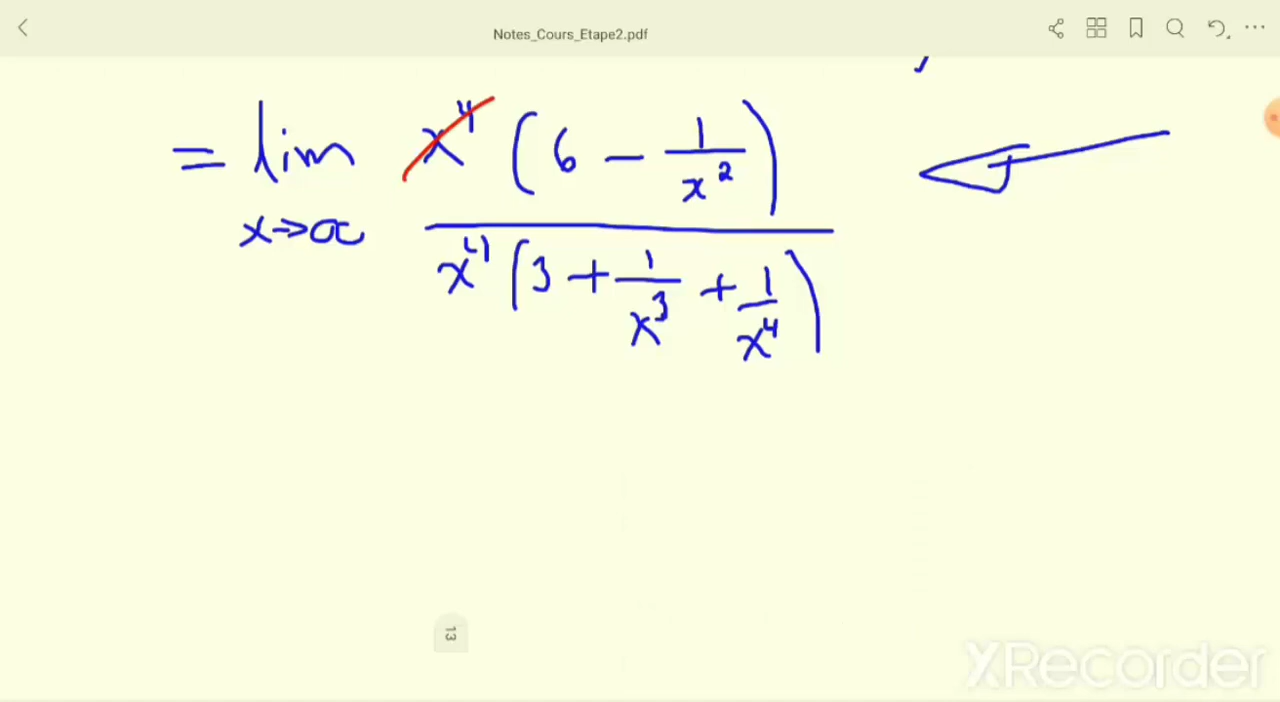 Notes_Cours_Etape2.pdf
= lim x⁴ (6 − 1/x²)
x→∞ x⁴ (3 + 1/x³ + 1/x⁴)
13
XRecorder